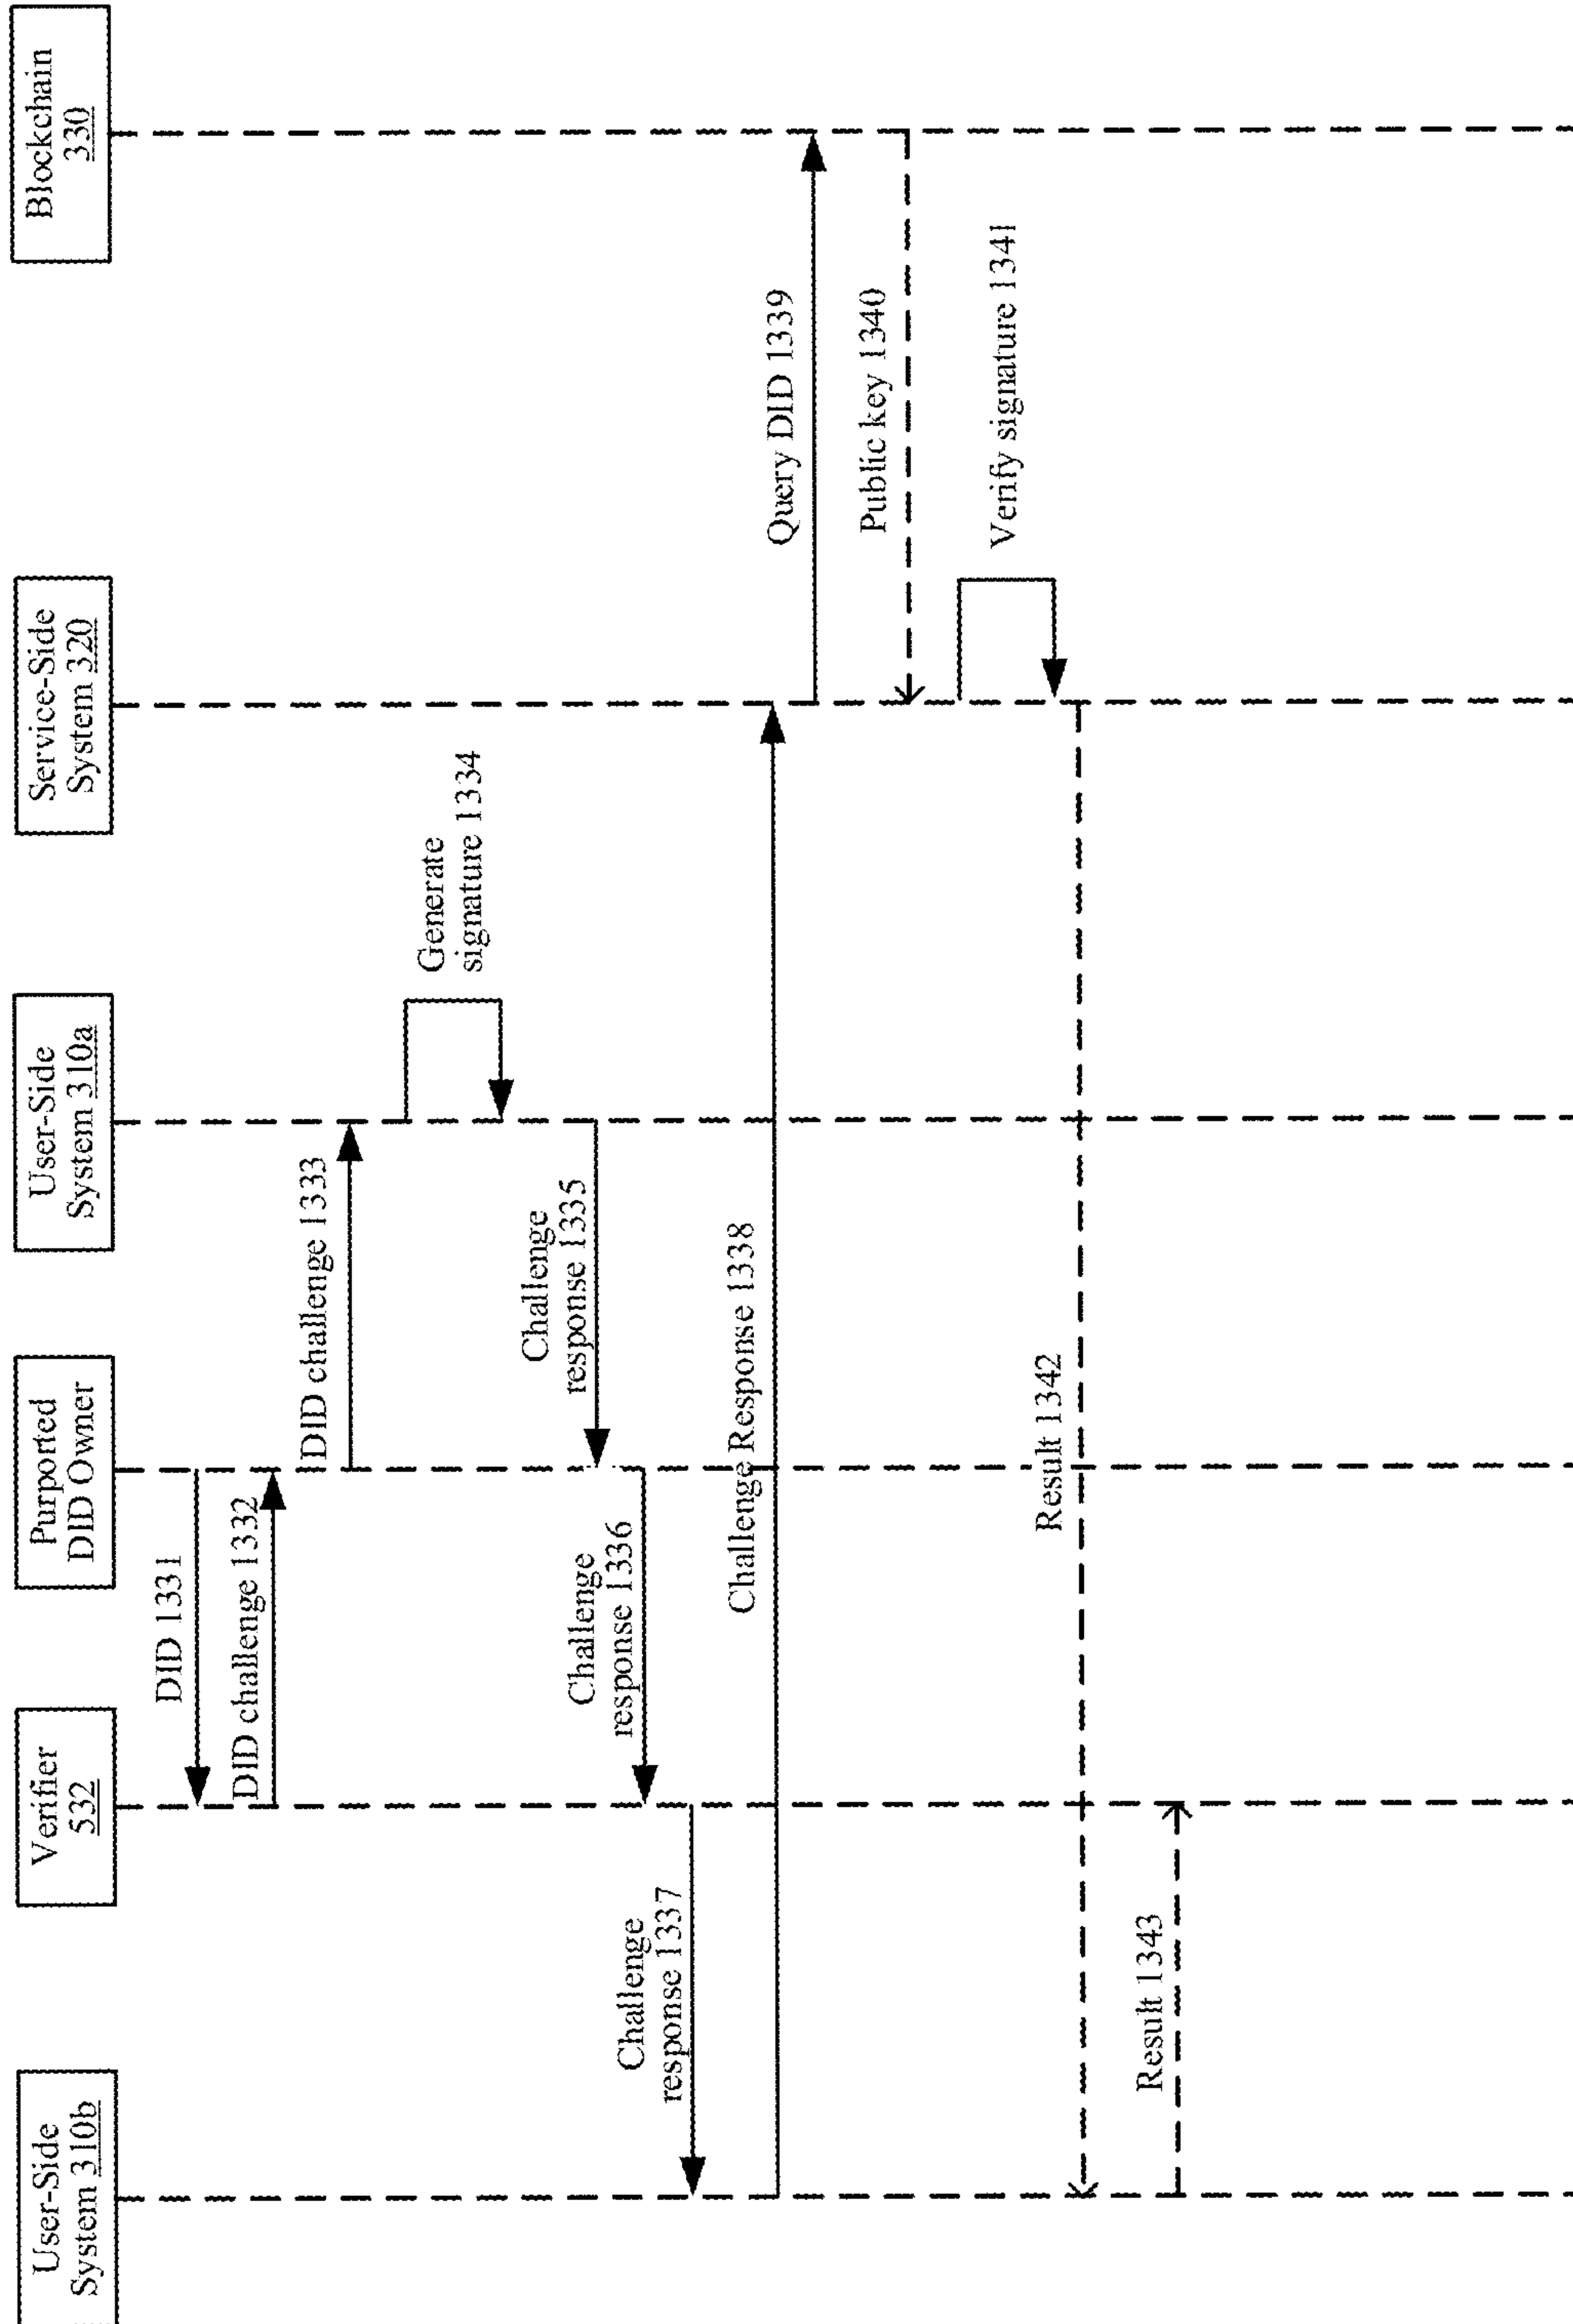 User-Side
System 310b
Verifier
532
Purported
DID Owner
User-Side
System 310a
Service-Side
System 320
Blockchain
330
DID 1331
DID challenge 1332
DID challenge 1333
Generate
signature 1334
Challenge
response 1335
Challenge
response 1336
Challenge
response 1337
Challenge Response 1338
Query DID 1339
Public key 1340
Verify signature 1341
Result 1342
Result 1343